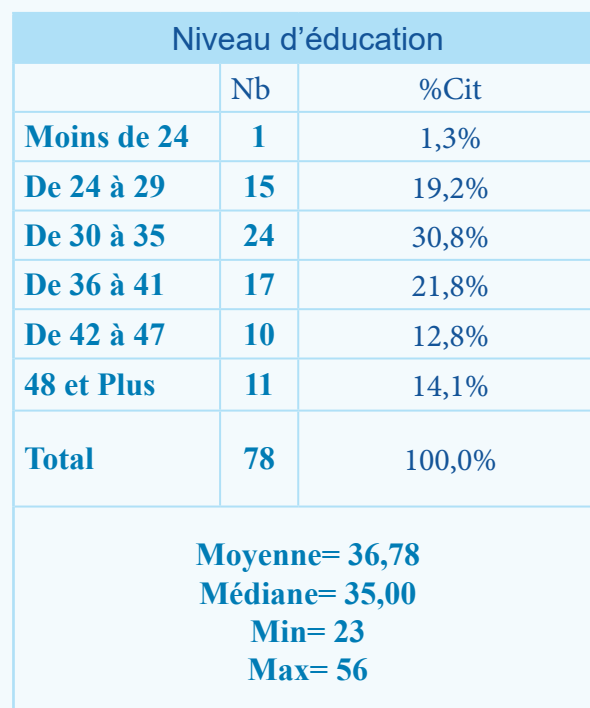 Niveau d’éducation
Nb %Cit
Moins de 24 1 1,3%
De 24 à 29 15 19,2%
De 30 à 35 24 30,8%
De 36 à 41 17 21,8%
De 42 à 47 10 12,8%
48 et Plus 11 14,1%
Total 78 100,0%
Moyenne= 36,78
Médiane= 35,00
Min= 23
Max= 56